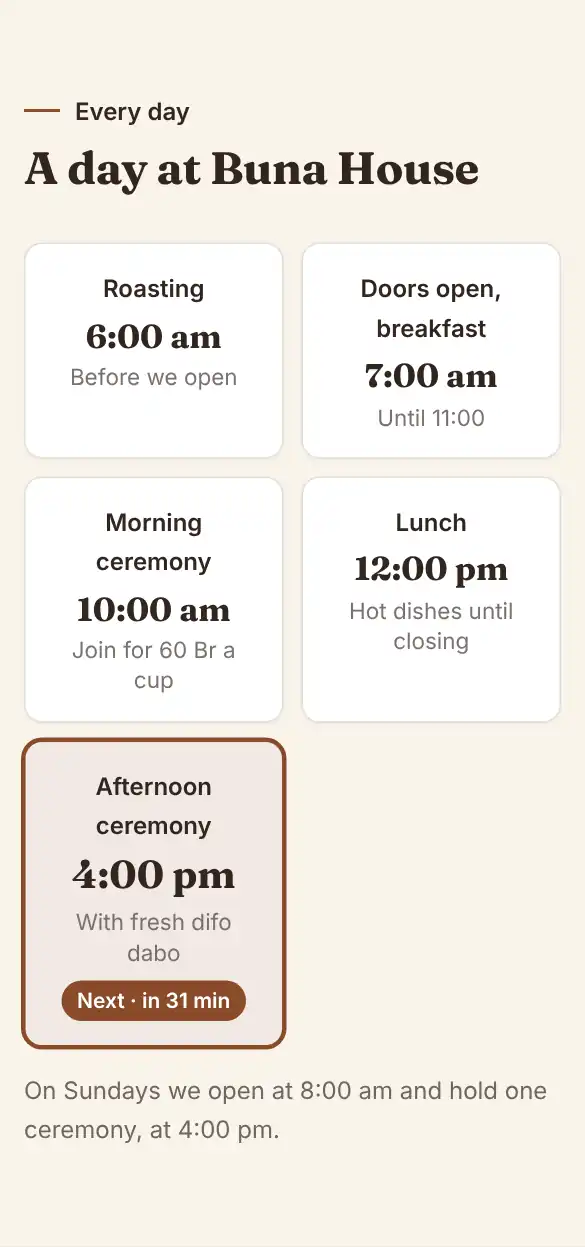 Every day
A day at Buna House
Roasting
6:00 am
Before we open
Doors open,
breakfast
7:00 am
Until 11:00
Morning
ceremony
10:00 am
Join for 60 Br a
cup
Lunch
12:00 pm
Hot dishes until
closing
Afternoon
ceremony
4:00 pm
With fresh difo
dabo
Next · in 31 min
On Sundays we open at 8:00 am and hold one
ceremony, at 4:00 pm.